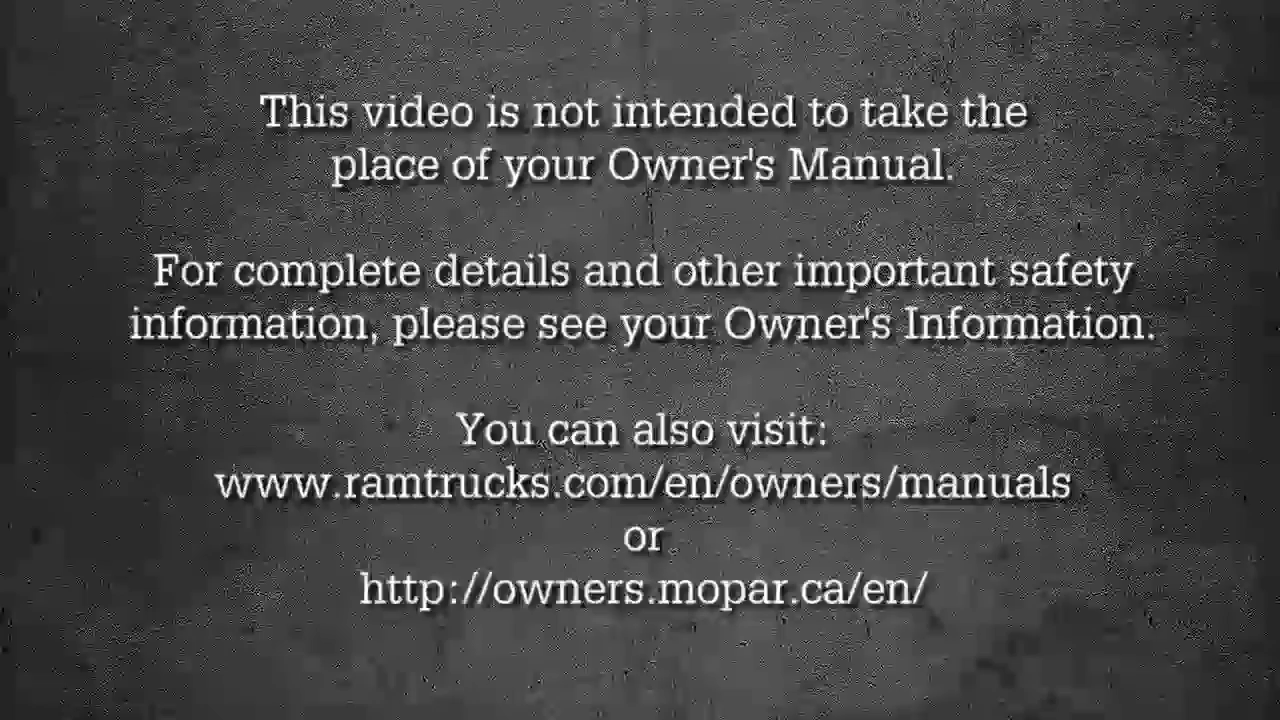 This video is not intended to take the
place of your Owner's Manual.
For complete details and other important safety
information, please see your Owner's Information.
You can also visit:
www.ramtrucks.com/en/owners/manuals
or
http://owners.mopar.ca/en/